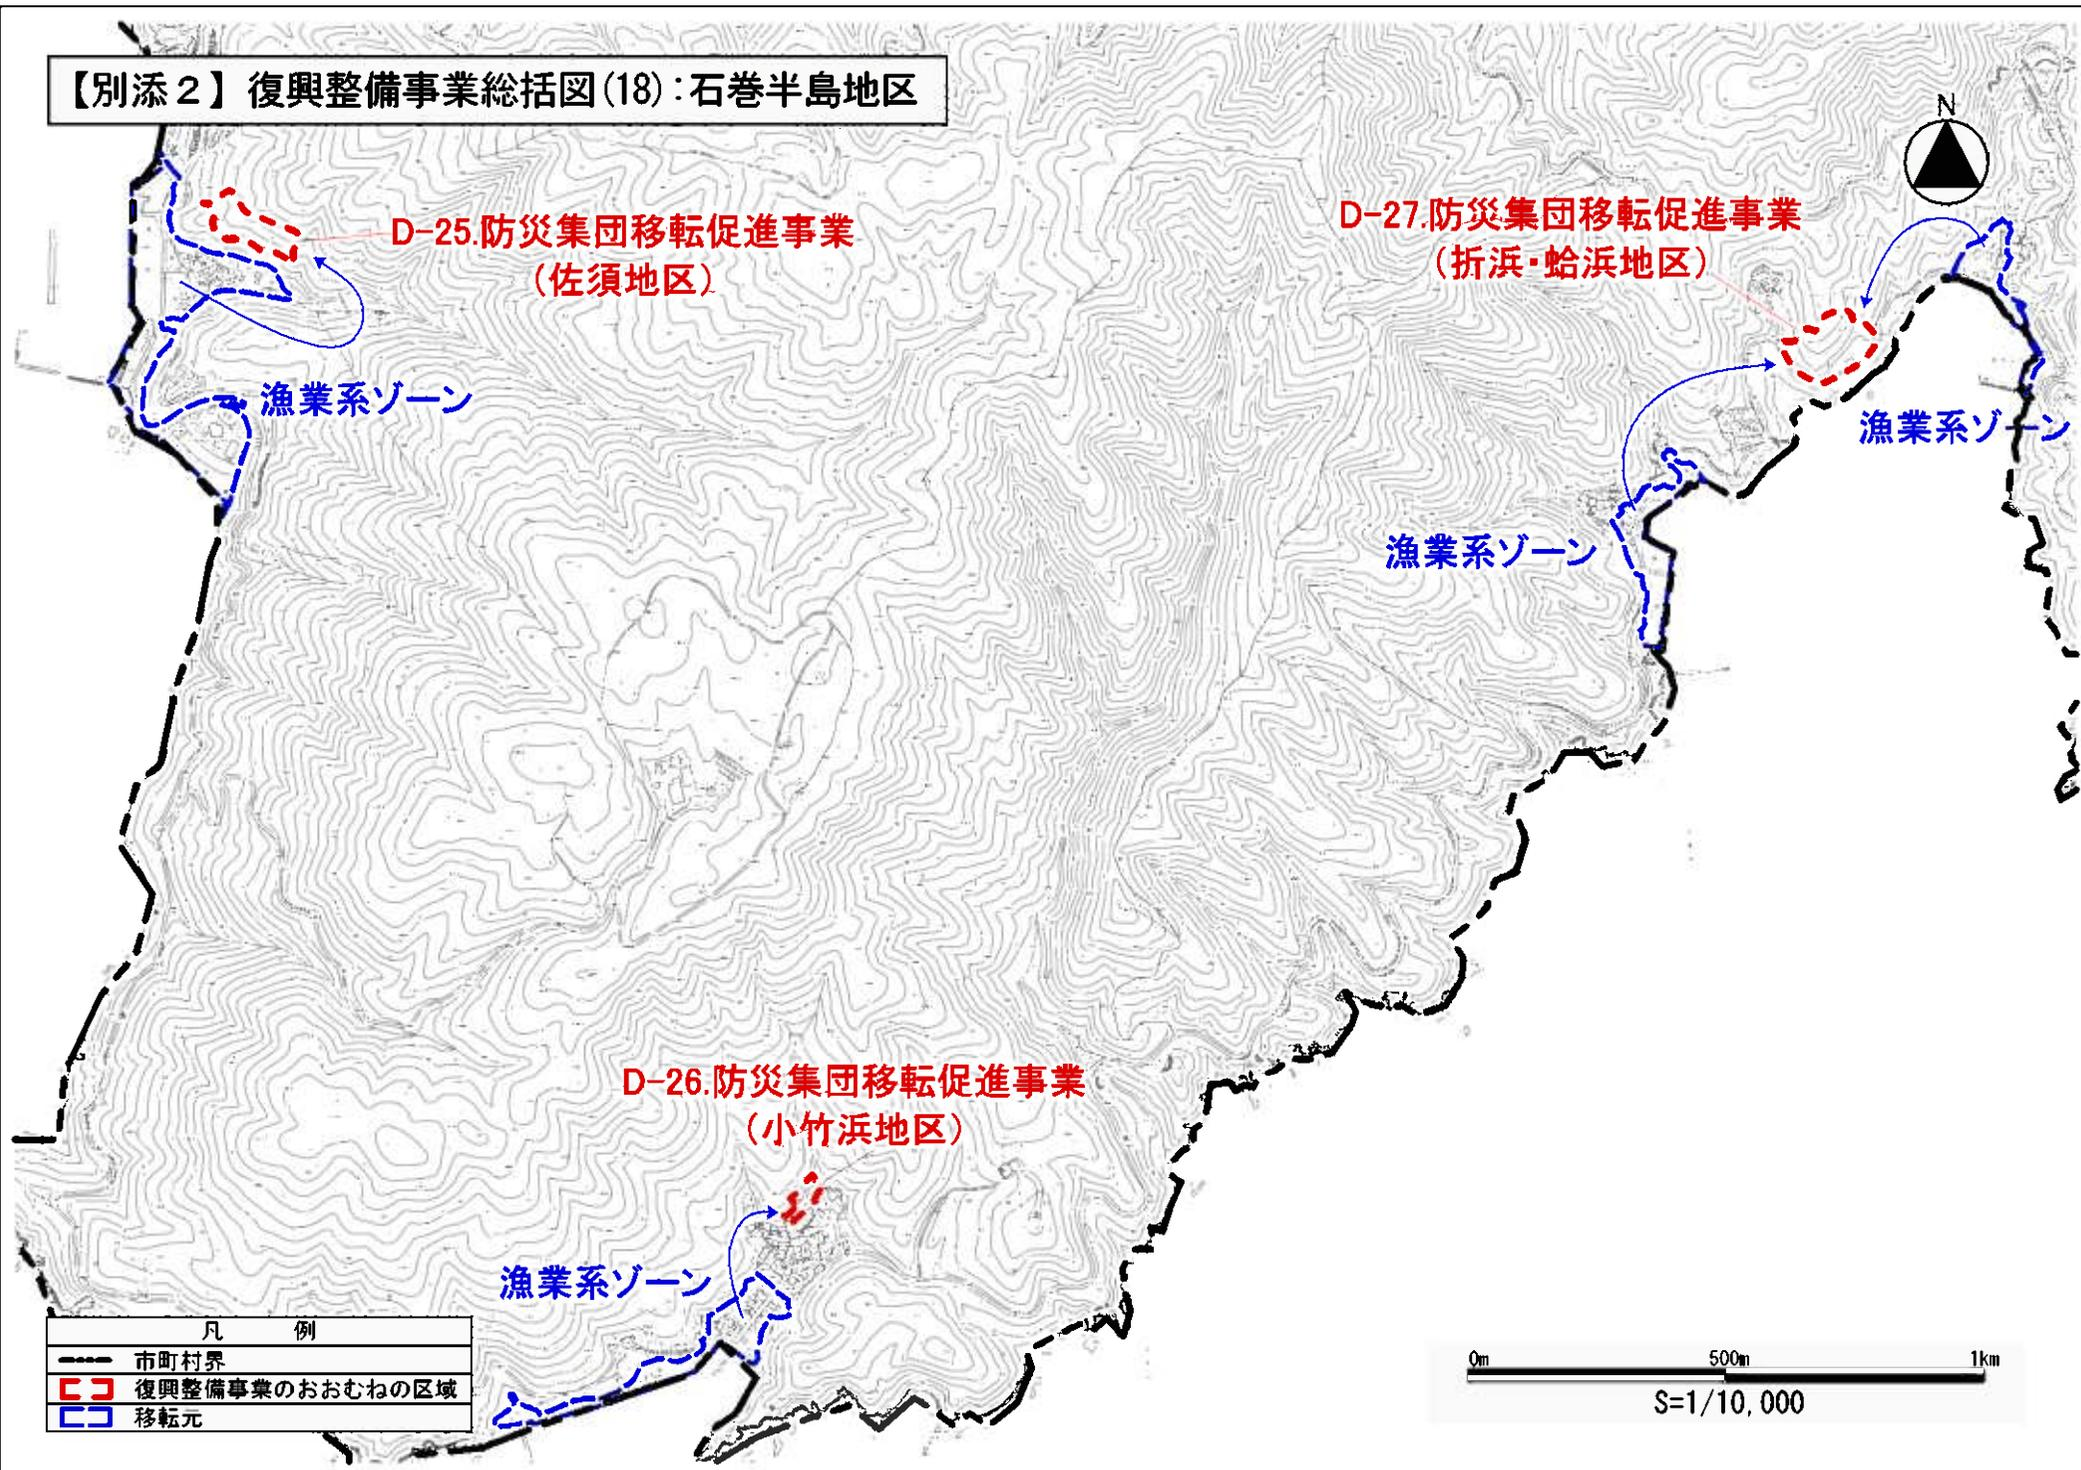 【別添２】復興整備事業総括図(18):石巻半島地区
N
D-25.防災集団移転促進事業
(佐須地区)
D-27.防災集団移転促進事業
(折浜・蛤浜地区)
漁業系ゾーン
漁業系ゾーン
漁業系ゾーン
D-26.防災集団移転促進事業
(小竹浜地区)
漁業系ゾーン
凡　例
市町村界
復興整備事業のおおむねの区域
移転元
0m 500m 1km
S=1/10,000